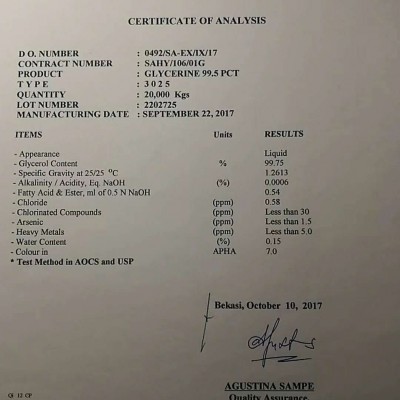 CERTIFICATE OF ANALYSIS
D O. NUMBER : 0492/SA-EX/IX/17
CONTRACT NUMBER : SAHY/106/01G
PRODUCT : GLYCERINE 99.5 PCT
T Y P E : 3 0 2 5
QUANTITY : 20,000 Kgs
LOT NUMBER : 2202725
MANUFACTURING DATE : SEPTEMBER 22, 2017
ITEMS Units RESULTS
- Appearance Liquid
- Glycerol Content % 99.75
- Specific Gravity at 25/25 °C 1.2613
- Alkalinity / Acidity, Eq. NaOH (%) 0.0006
- Fatty Acid & Ester, ml of 0.5 N NaOH 0.54
- Chloride (ppm) 0.58
- Chlorinated Compounds (ppm) Less than 30
- Arsenic (ppm) Less than 1.5
- Heavy Metals (ppm) Less than 5.0
- Water Content (%) 0.15
- Colour in APHA 7.0
* Test Method in AOCS and USP
Bekasi, October 10, 2017
AGUSTINA SAMPE
Quality Assurance.